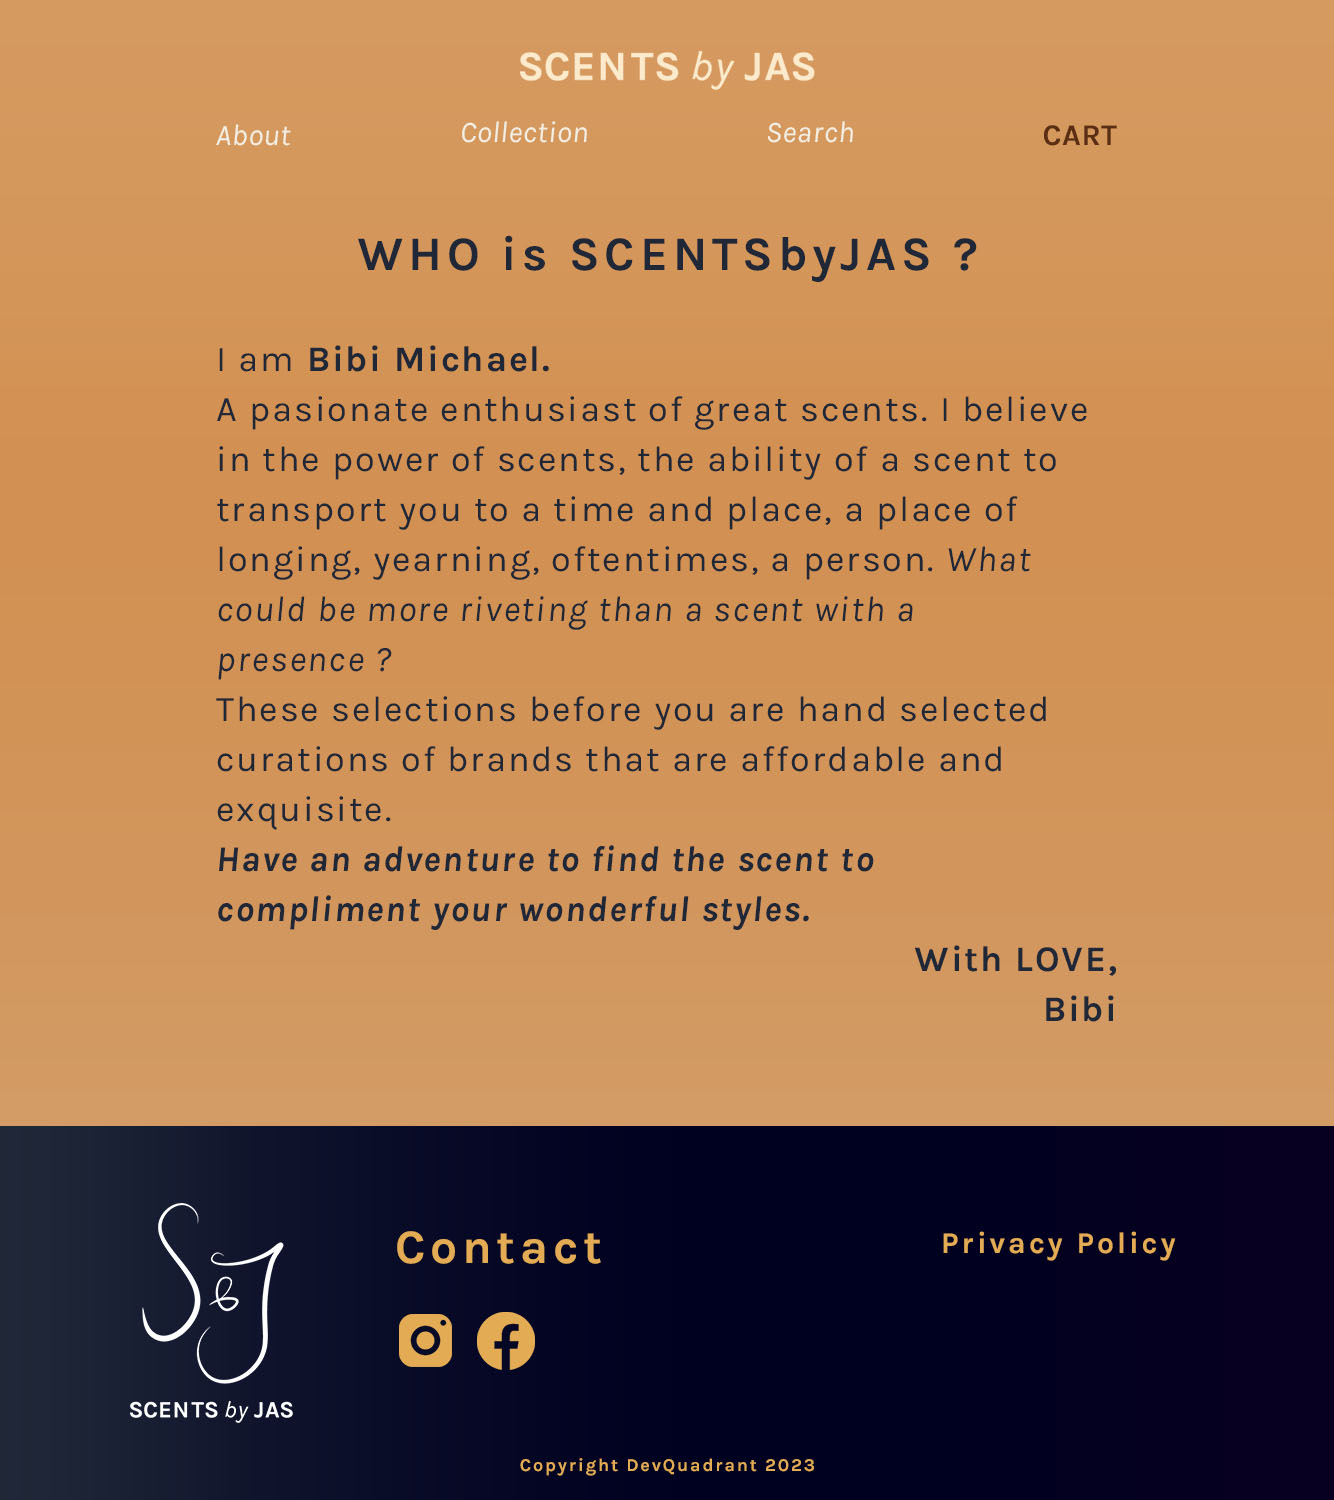 SCENTS by JAS
About Collection Search CART
WHO is SCENTSbyJAS ?
I am Bibi Michael.
A pasionate enthusiast of great scents. I believe
in the power of scents, the ability of a scent to
transport you to a time and place, a place of
longing, yearning, oftentimes, a person. What
could be more riveting than a scent with a
presence ?
These selections before you are hand selected
curations of brands that are affordable and
exquisite.
Have an adventure to find the scent to
compliment your wonderful styles.
With LOVE,
Bibi
S&J
SCENTS by JAS
Contact
Privacy Policy
Copyright DevQuadrant 2023